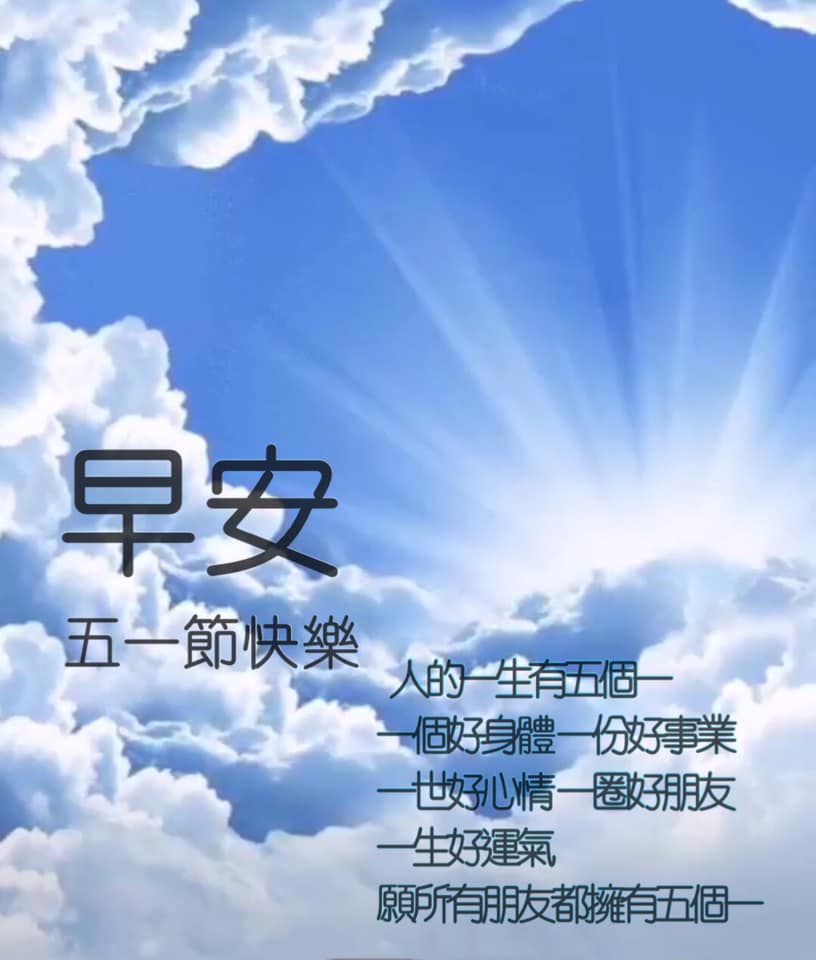 早安
五一節快樂
人的一生有五個一
一個好身體 一份好事業
一世好心情 一圈好朋友
一生好運氣
願所有朋友都擁有五個一